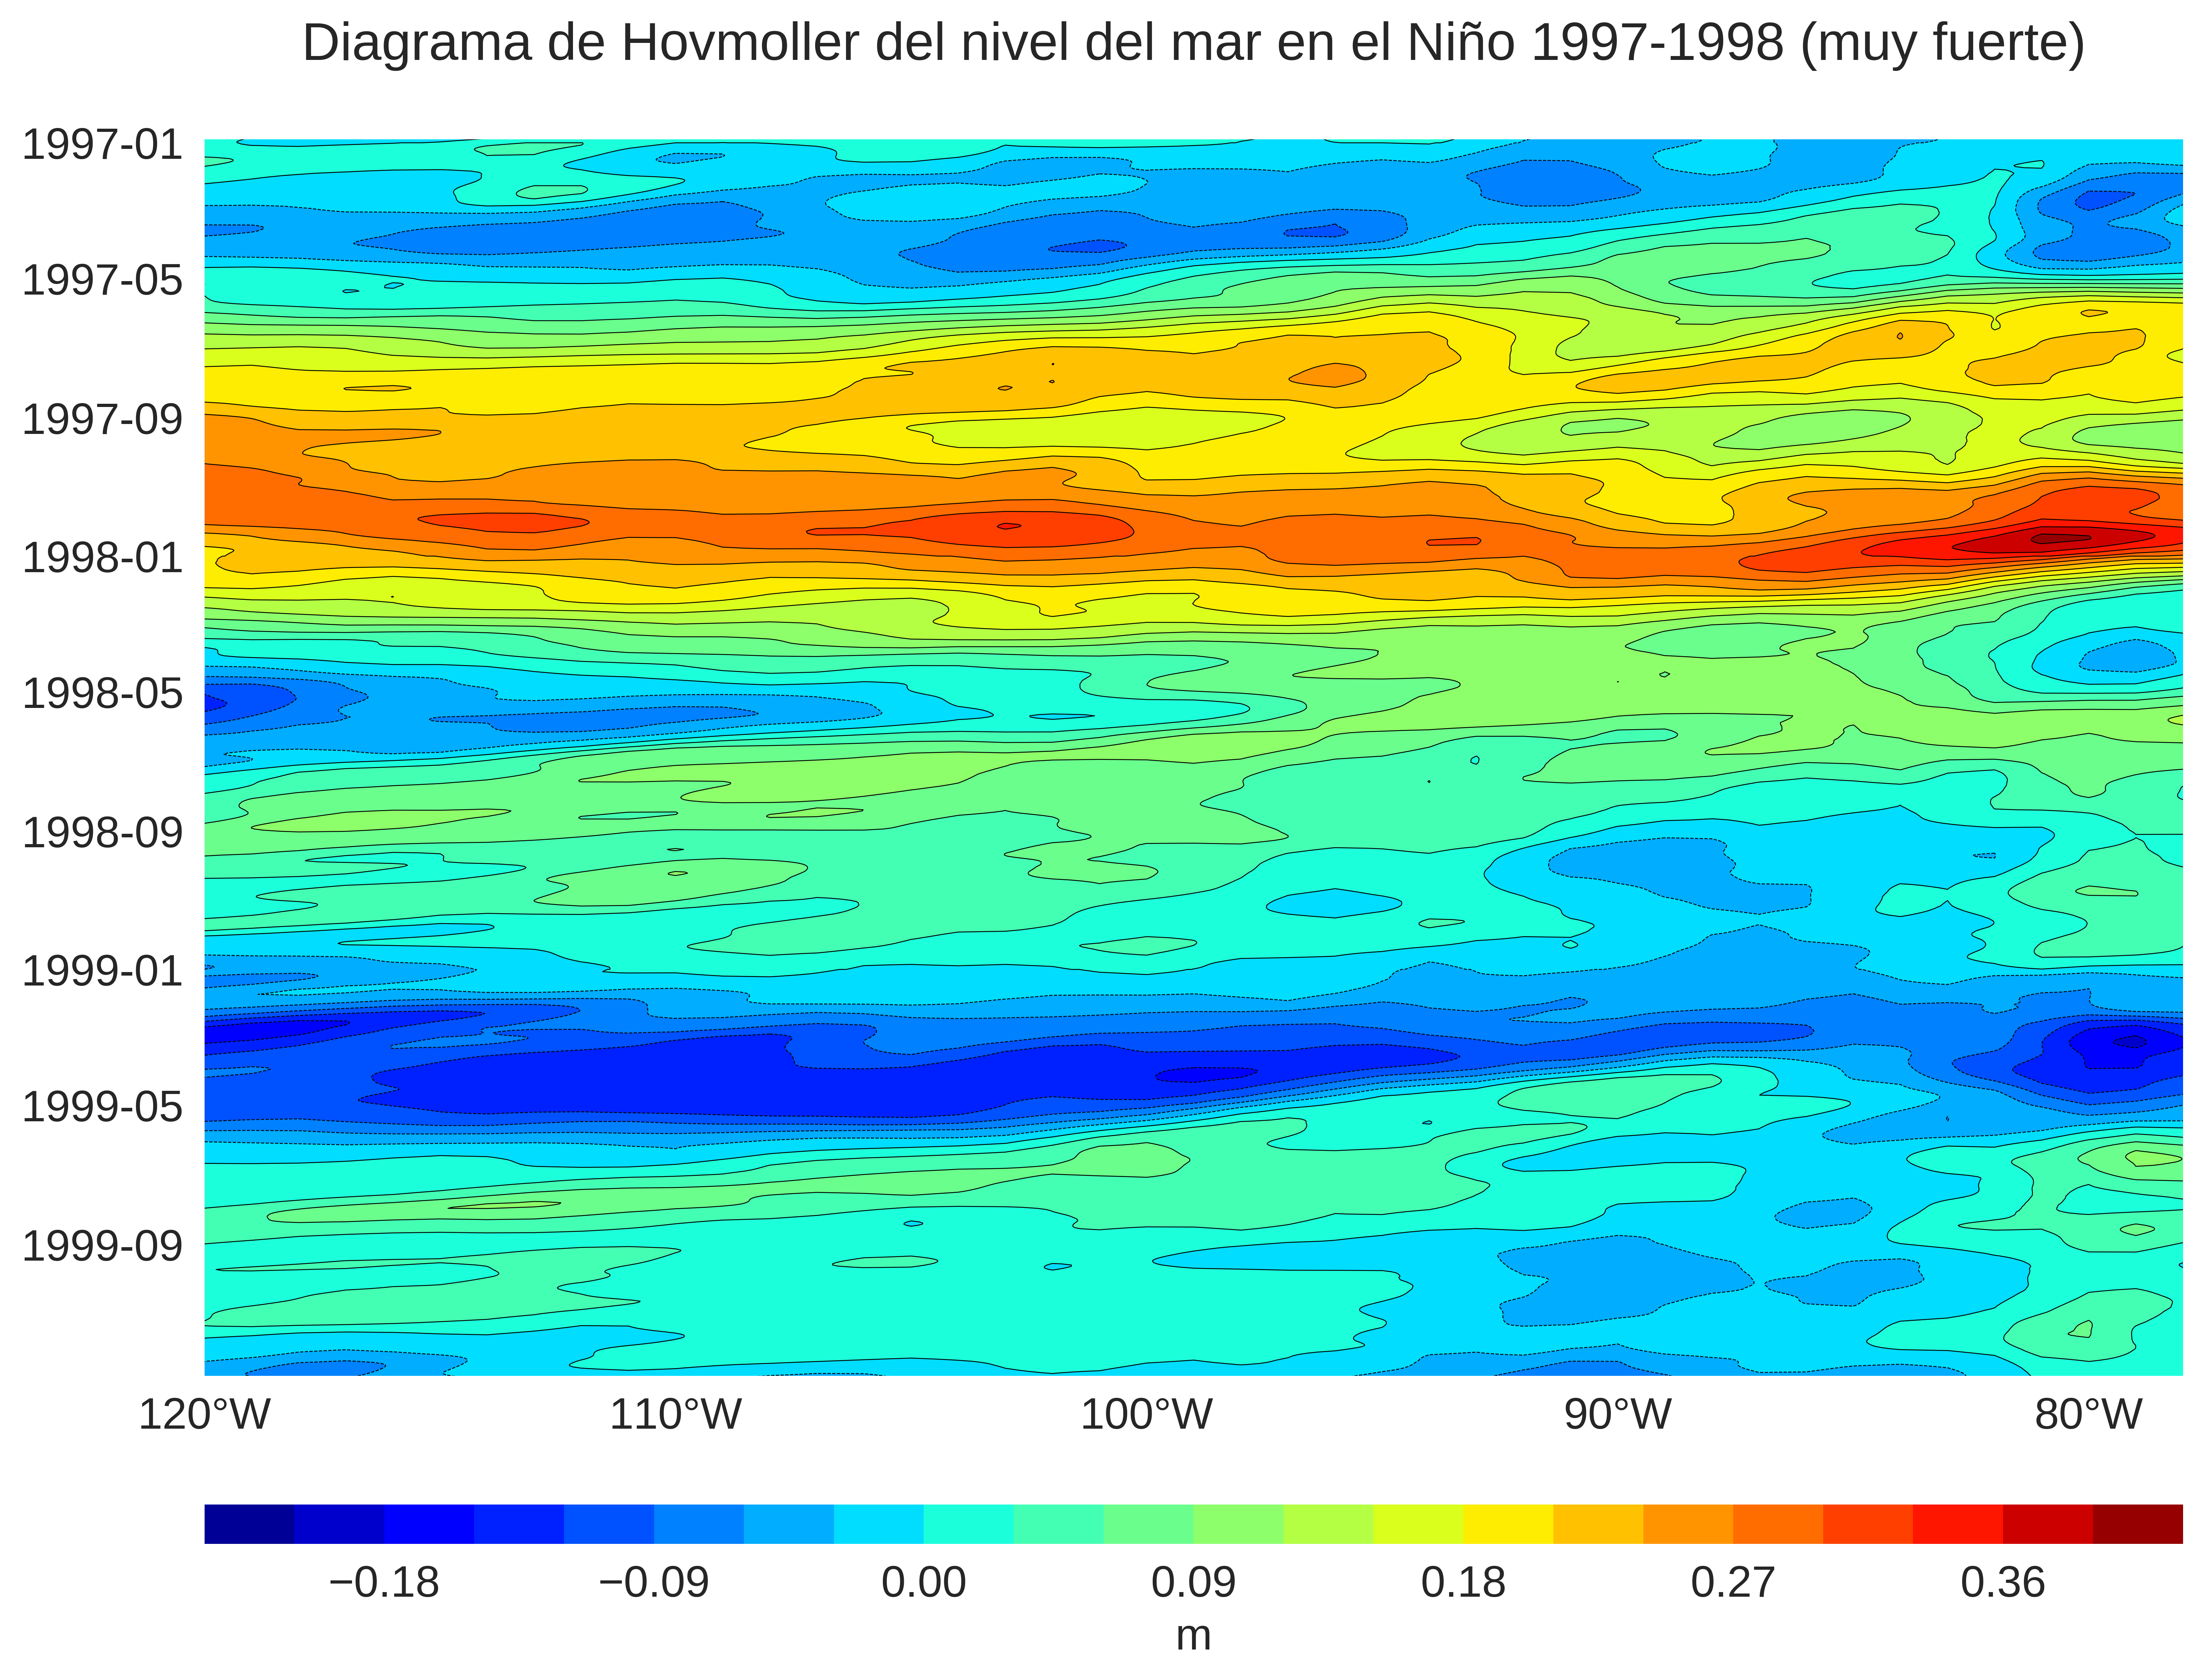 Diagrama de Hovmoller del nivel del mar en el Niño 1997-1998 (muy fuerte)
1997-01
1997-05
1997-09
1998-01
1998-05
1998-09
1999-01
1999-05
1999-09
120°W 110°W 100°W 90°W 80°W
−0.18 −0.09 0.00 0.09 0.18 0.27 0.36
m